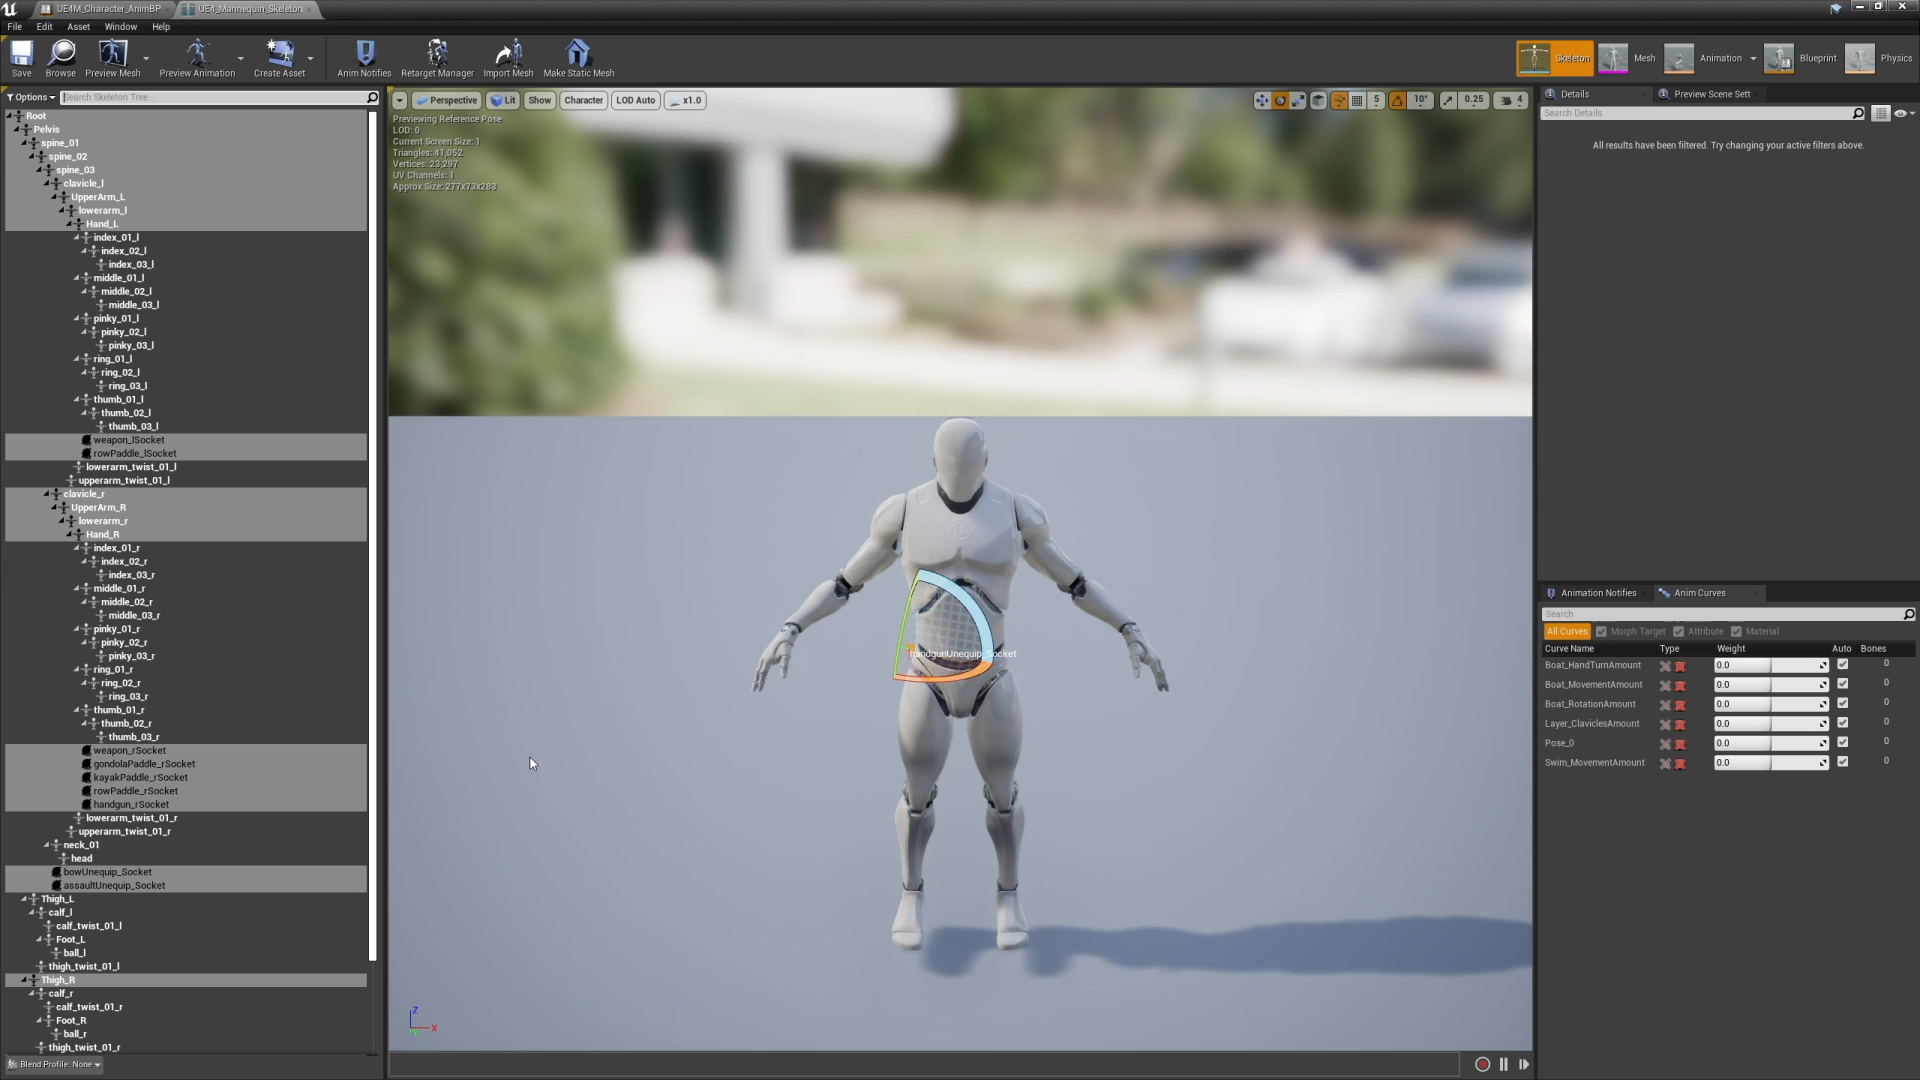 UE4M_Character_AnimBP
UE4_Mannequin_Skeleton
File Edit Asset Window Help
Save
Browse
Preview Mesh
Preview Animation
Create Asset
Anim Notifies
Retarget Manager
Import Mesh
Make Static Mesh
Skeleton
Mesh
Animation
Blueprint
Physics
Options
Search Skeleton Tree...
Root
Pelvis
spine_01
spine_02
spine_03
clavicle_l
UpperArm_L
lowerarm_l
Hand_L
index_01_l
index_02_l
index_03_l
middle_01_l
middle_02_l
middle_03_l
pinky_01_l
pinky_02_l
pinky_03_l
ring_01_l
ring_02_l
ring_03_l
thumb_01_l
thumb_02_l
thumb_03_l
weapon_lSocket
rowPaddle_lSocket
lowerarm_twist_01_l
upperarm_twist_01_l
clavicle_r
UpperArm_R
lowerarm_r
Hand_R
index_01_r
index_02_r
index_03_r
middle_01_r
middle_02_r
middle_03_r
pinky_01_r
pinky_02_r
pinky_03_r
ring_01_r
ring_02_r
ring_03_r
thumb_01_r
thumb_02_r
thumb_03_r
weapon_rSocket
gondolaPaddle_rSocket
kayakPaddle_rSocket
rowPaddle_rSocket
handgun_rSocket
lowerarm_twist_01_r
upperarm_twist_01_r
neck_01
head
bowUnequip_Socket
assaultUnequip_Socket
Thigh_L
calf_l
calf_twist_01_l
Foot_L
ball_l
thigh_twist_01_l
Thigh_R
calf_r
calf_twist_01_r
Foot_R
ball_r
thigh_twist_01_r
Blend Profile: None
Perspective Lit Show Character LOD Auto x1.0
5 10° 0.25 4
Previewing Reference Pose
LOD: 0
Current Screen Size: 1
Triangles: 41,052
Vertices: 23,297
UV Channels: 1
Approx Size: 277x73x283
handgunUnequip_Socket
Z
X
Y
Details
Preview Scene Sett
Search Details
All results have been filtered. Try changing your active filters above.
Animation Notifies
Anim Curves
Search
All Curves Morph Target Attribute Material
Curve Name Type Weight Auto Bones
Boat_HandTurnAmount 0.0 0
Boat_MovementAmount 0.0 0
Boat_RotationAmount 0.0 0
Layer_ClaviclesAmount 0.0 0
Pose_0 0.0 0
Swim_MovementAmount 0.0 0